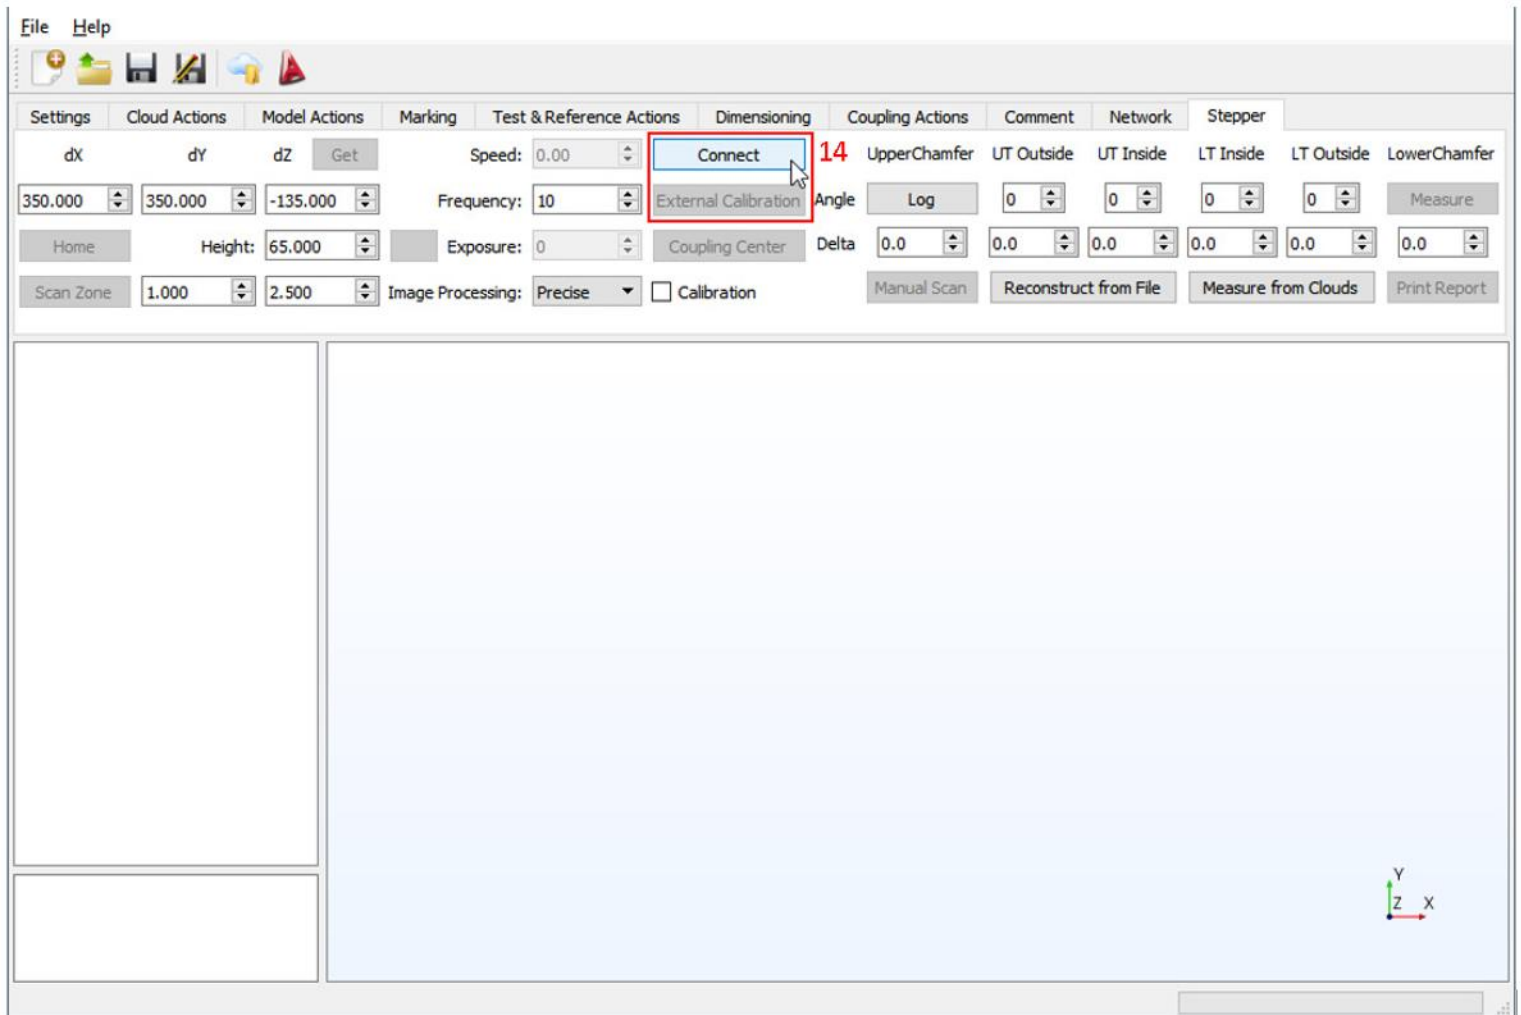 File Help
Settings Cloud Actions Model Actions Marking Test & Reference Actions Dimensioning Coupling Actions Comment Network Stepper
dX dY dZ Get Speed: 0.00 Connect 14 UpperChamfer UT Outside UT Inside LT Inside LT Outside LowerChamfer
350.000 350.000 -135.000 Frequency: 10 External Calibration Angle Log 0 0 0 0 Measure
Home Height: 65.000 Exposure: 0 Coupling Center Delta 0.0 0.0 0.0 0.0 0.0 0.0
Scan Zone 1.000 2.500 Image Processing: Precise Calibration Manual Scan Reconstruct from File Measure from Clouds Print Report
Y
Z X